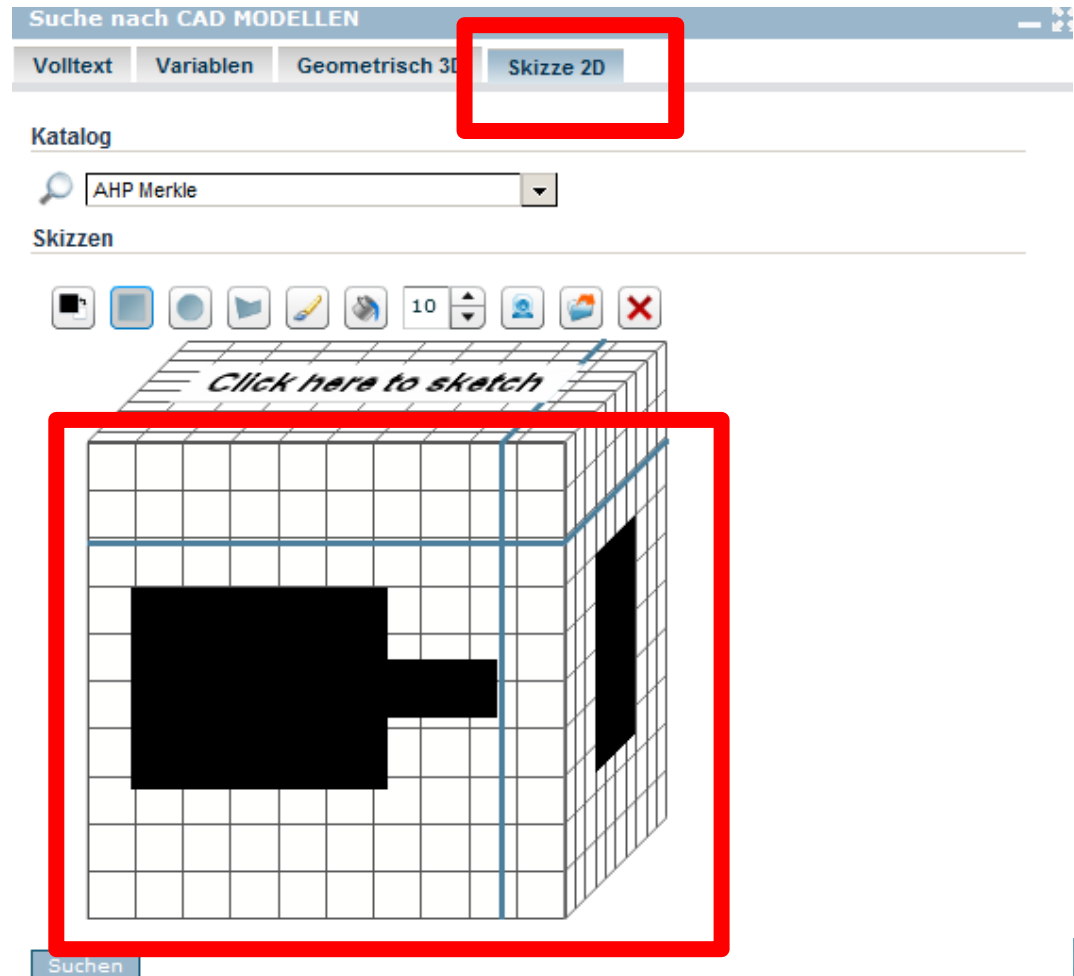 Suche nach CAD MODELLEN
Volltext Variablen Geometrisch 3D Skizze 2D
Katalog
AHP Merkle
Skizzen
10
Click here to sketch
Suchen